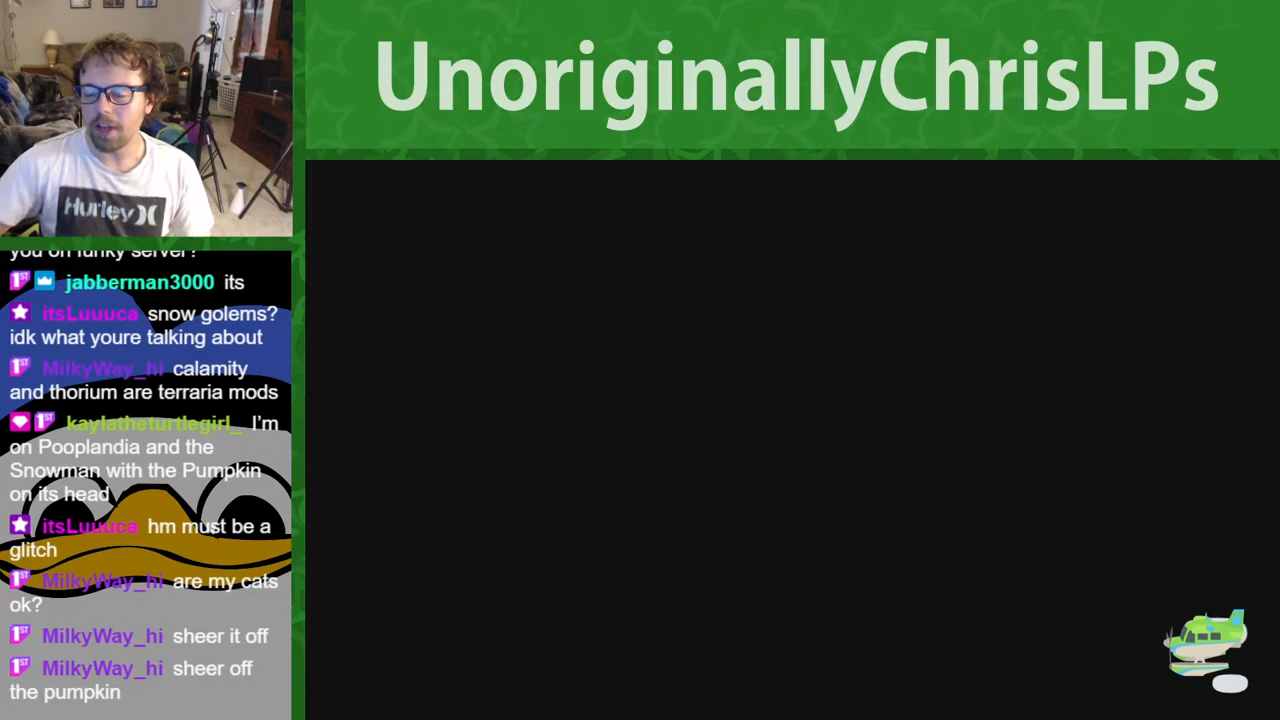 UnoriginallyChrisLPs
Hurley
you on funky server?
jabberman3000 its
itsLuuuca snow golems?
idk what youre talking about
MilkyWay_hi calamity
and thorium are terraria mods
kaylatheturtlegirl_ I’m
on Pooplandia and the
Snowman with the Pumpkin
on its head
itsLuuuca hm must be a
glitch
MilkyWay_hi are my cats
ok?
MilkyWay_hi sheer it off
MilkyWay_hi sheer off
the pumpkin